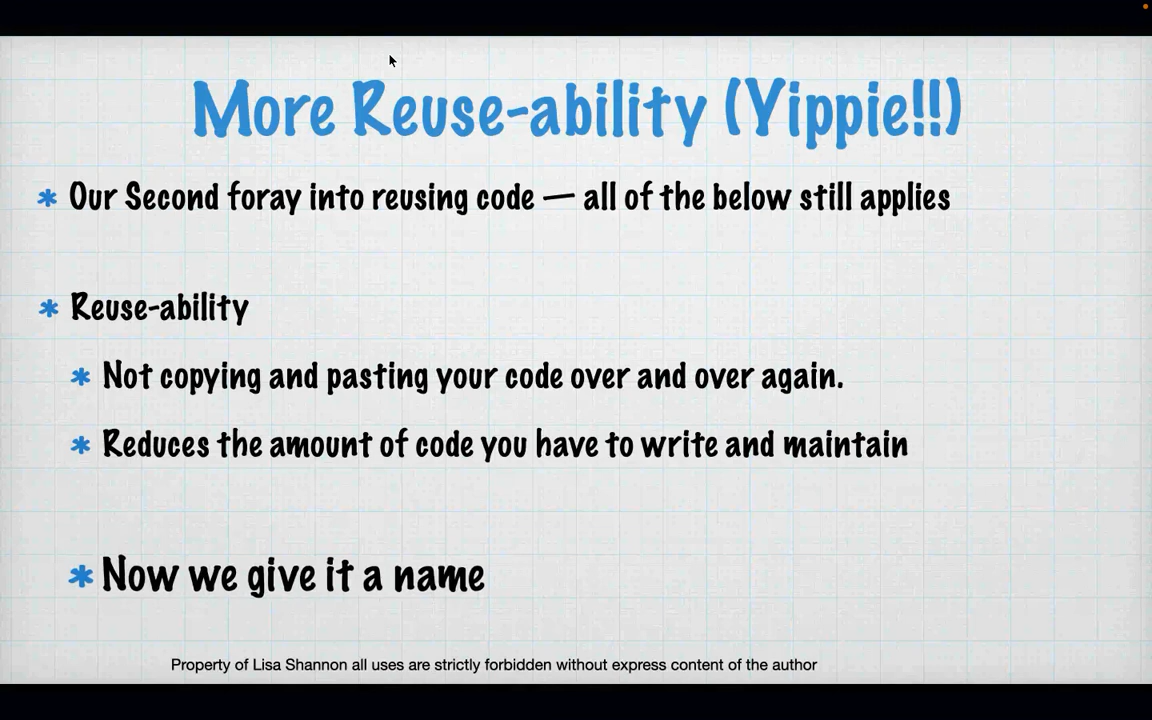 More Reuse-ability (Yippie!!)
* Our Second foray into reusing code — all of the below still applies
* Reuse-ability
* Not copying and pasting your code over and over again.
* Reduces the amount of code you have to write and maintain
* Now we give it a name
Property of Lisa Shannon all uses are strictly forbidden without express content of the author